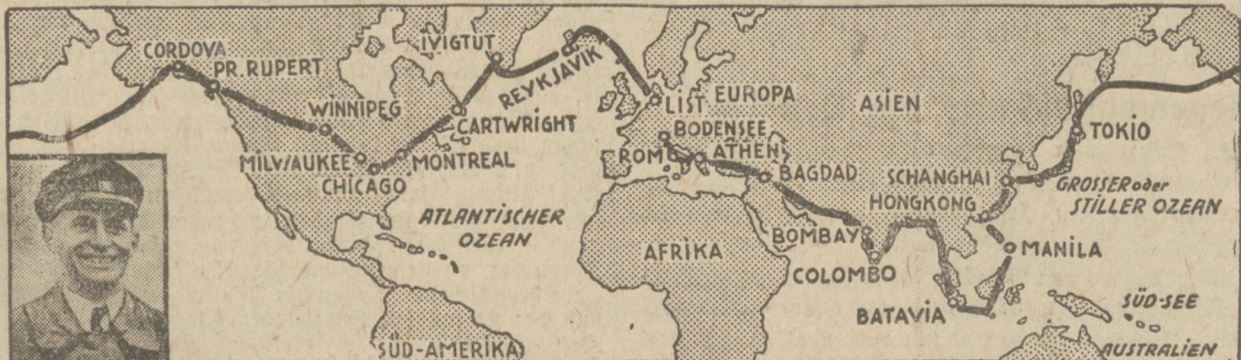 CORDOVA
PR. RUPERT
WINNIPEG
MILWAUKEE
CHICAGO
MONTREAL
CARTWRIGHT
IVIGTUT
REYKJAVIK
LIST
EUROPA
ASIEN
BODENSEE
ROM
ATHEN
BAGDAD
BOMBAY
COLOMBO
BATAVIA
MANILA
HONGKONG
SCHANGHAI
TOKIO
GROSSER oder
STILLER OZEAN
ATLANTISCHER
OZEAN
AFRIKA
SÜD-AMERIKA
SÜD-SEE
AUSTRALIEN